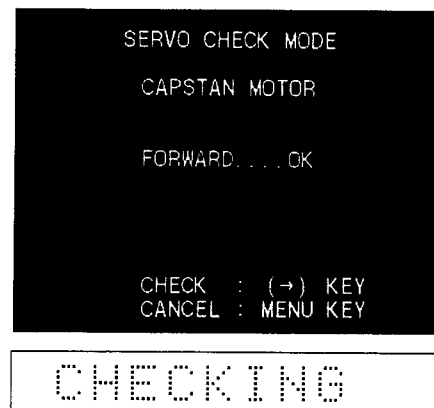 SERVO CHECK MODE
CAPSTAN MOTOR
FORWARD....OK
CHECK : (→) KEY
CANCEL : MENU KEY
CHECKING